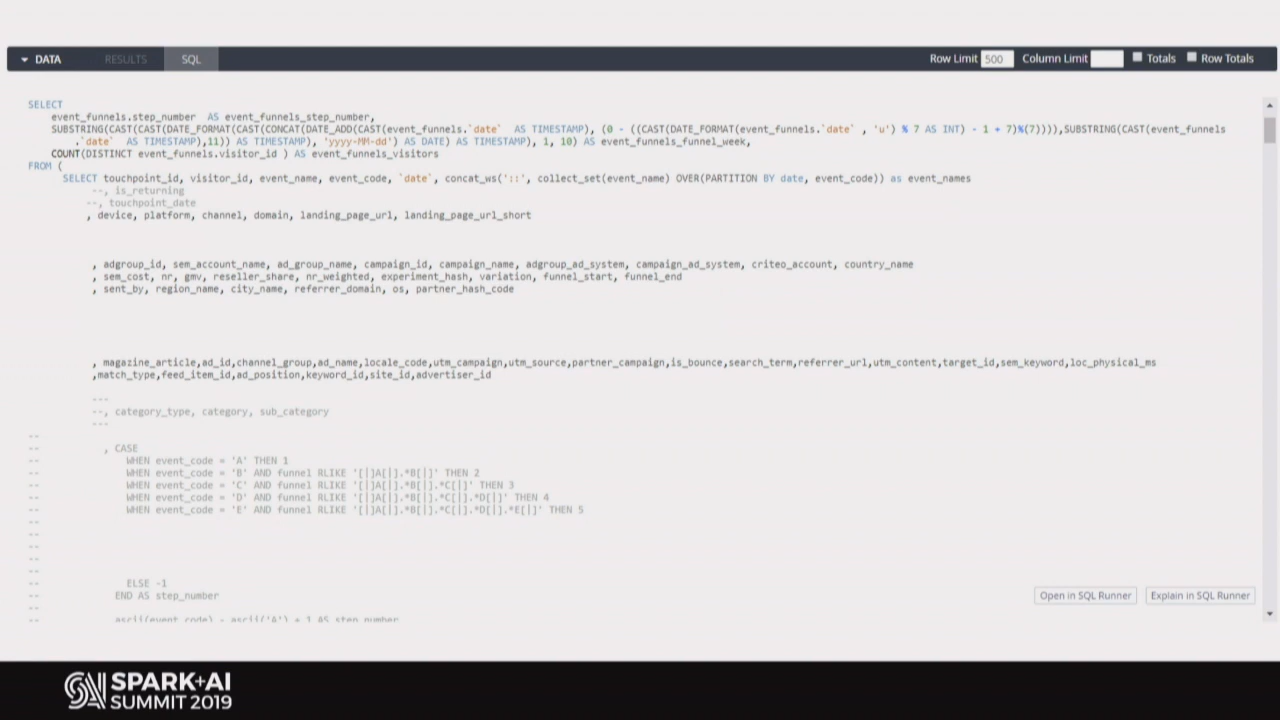 DATA RESULTS SQL Row Limit 500 Column Limit Totals Row Totals
SELECT
event_funnels.step_number AS event_funnels_step_number,
SUBSTRING(CAST(CAST(DATE_FORMAT(CAST(CONCAT(DATE_ADD(CAST(event_funnels.`date` AS TIMESTAMP), (0 - ((CAST(DATE_FORMAT(event_funnels.`date` , 'u') % 7 AS INT) - 1 + 7)%(7)))),SUBSTRING(CAST(event_funnels
.`date` AS TIMESTAMP),11)) AS TIMESTAMP), 'yyyy-MM-dd') AS DATE) AS TIMESTAMP), 1, 10) AS event_funnels_funnel_week,
COUNT(DISTINCT event_funnels.visitor_id ) AS event_funnels_visitors
FROM (
SELECT touchpoint_id, visitor_id, event_name, event_code, `date`, concat_ws('::', collect_set(event_name) OVER(PARTITION BY date, event_code)) as event_names
--, is_returning
--, touchpoint_date
, device, platform, channel, domain, landing_page_url, landing_page_url_short
, adgroup_id, sem_account_name, ad_group_name, campaign_id, campaign_name, adgroup_ad_system, campaign_ad_system, criteo_account, country_name
, sem_cost, nr, gmv, reseller_share, nr_weighted, experiment_hash, variation, funnel_start, funnel_end
, sent_by, region_name, city_name, referrer_domain, os, partner_hash_code
, magazine_article,ad_id,channel_group,ad_name,locale_code,utm_campaign,utm_source,partner_campaign,is_bounce,search_term,referrer_url,utm_content,target_id,sem_keyword,loc_physical_ms
,match_type,feed_item_id,ad_position,keyword_id,site_id,advertiser_id
---
--, category_type, category, sub_category
---
--
-- , CASE
-- WHEN event_code = 'A' THEN 1
-- WHEN event_code = 'B' AND funnel RLIKE '[|]A[|].*B[|]' THEN 2
-- WHEN event_code = 'C' AND funnel RLIKE '[|]A[|].*B[|].*C[|]' THEN 3
-- WHEN event_code = 'D' AND funnel RLIKE '[|]A[|].*B[|].*C[|].*D[|]' THEN 4
-- WHEN event_code = 'E' AND funnel RLIKE '[|]A[|].*B[|].*C[|].*D[|].*E[|]' THEN 5
--
--
--
--
--
-- ELSE -1
-- END AS step_number
--
-- ascii(event_code) - ascii('A') + 1 AS step_number
Open in SQL Runner Explain in SQL Runner
SPARK+AI
SUMMIT 2019